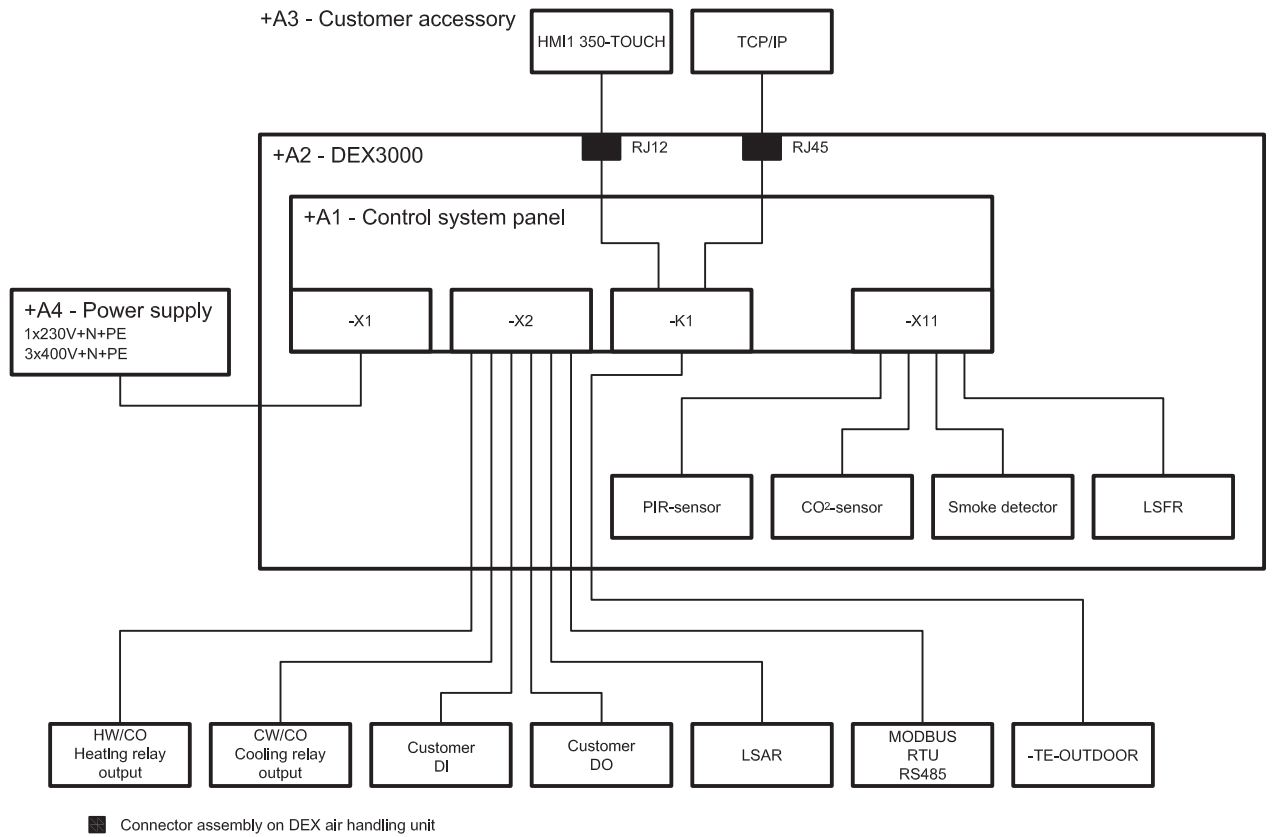 +A3 - Customer accessory
HMI1 350-TOUCH
TCP/IP
+A2 - DEX3000
RJ12
RJ45
+A1 - Control system panel
+A4 - Power supply
1x230V+N+PE
3x400V+N+PE
-X1
-X2
-K1
-X11
PIR-sensor
CO²-sensor
Smoke detector
LSFR
HW/CO
Heating relay
output
CW/CO
Cooling relay
output
Customer
DI
Customer
DO
LSAR
MODBUS
RTU
RS485
-TE-OUTDOOR
Connector assembly on DEX air handling unit